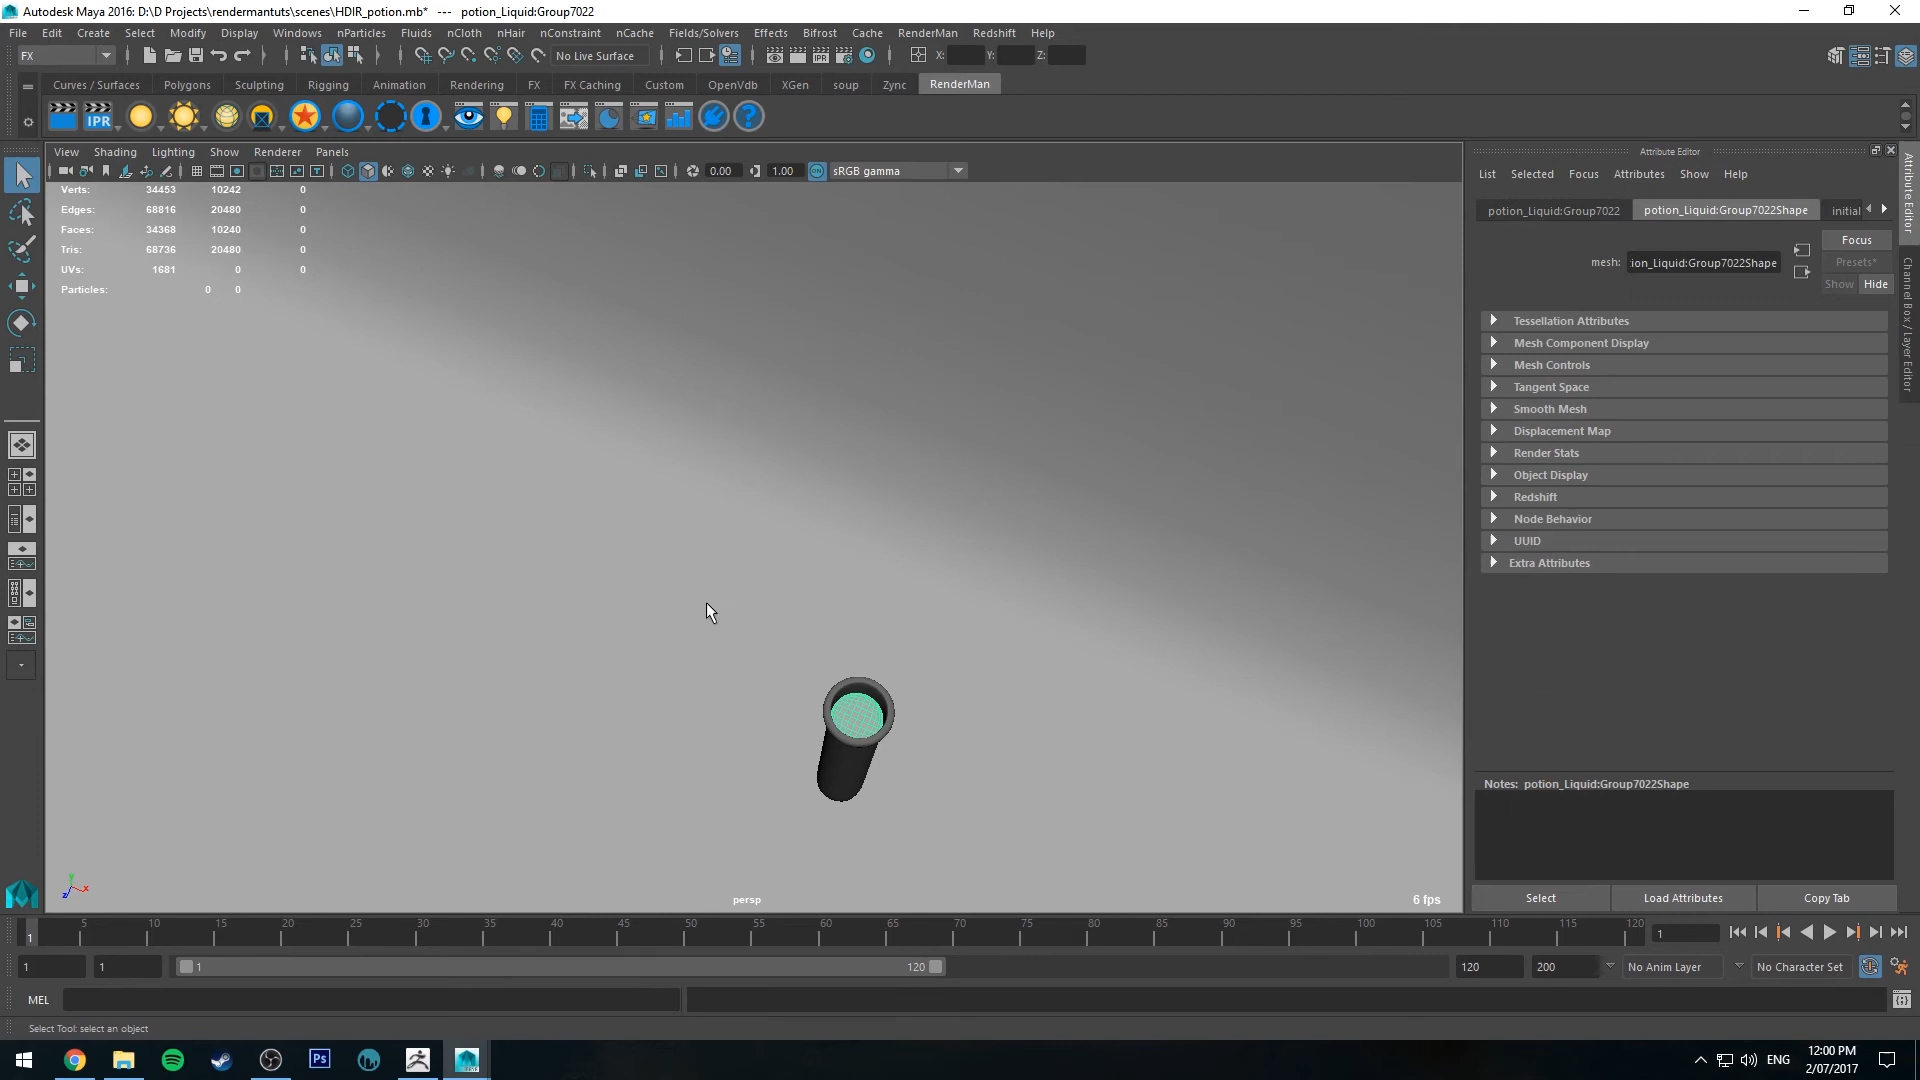 Autodesk Maya 2016: D:\D Projects\rendermantuts\scenes\HDIR_potion.mb*   ---   potion_Liquid:Group7022
File Edit Create Select Modify Display Windows nParticles Fluids nCloth nHair nConstraint nCache Fields/Solvers Effects Bifrost Cache RenderMan Redshift Help
FX No Live Surface IPR X: Y: Z:
Curves / Surfaces Polygons Sculpting Rigging Animation Rendering FX FX Caching Custom OpenVdb XGen soup Zync RenderMan
IPR ?
View Shading Lighting Show Renderer Panels
0.00 1.00 ON sRGB gamma
Verts: 34453 10242 0
Edges: 68816 20480 0
Faces: 34368 10240 0
Tris: 68736 20480 0
UVs: 1681 0 0
Particles: 0 0
y x z
persp
6 fps
Attribute Editor
List Selected Focus Attributes Show Help
potion_Liquid:Group7022 potion_Liquid:Group7022Shape initial
Focus
mesh: ion_Liquid:Group7022Shape Presets*
Show Hide
Tessellation Attributes
Mesh Component Display
Mesh Controls
Tangent Space
Smooth Mesh
Displacement Map
Render Stats
Object Display
Redshift
Node Behavior
UUID
Extra Attributes
Notes: potion_Liquid:Group7022Shape
Select Load Attributes Copy Tab
Attribute Editor
Channel Box / Layer Editor
1 5 10 15 20 25 30 35 40 45 50 55 60 65 70 75 80 85 90 95 100 105 110 115 120 1
1 1 1 120 120 200 No Anim Layer No Character Set
MEL
Select Tool: select an object
Ps ENG 12:00 PM
2/07/2017